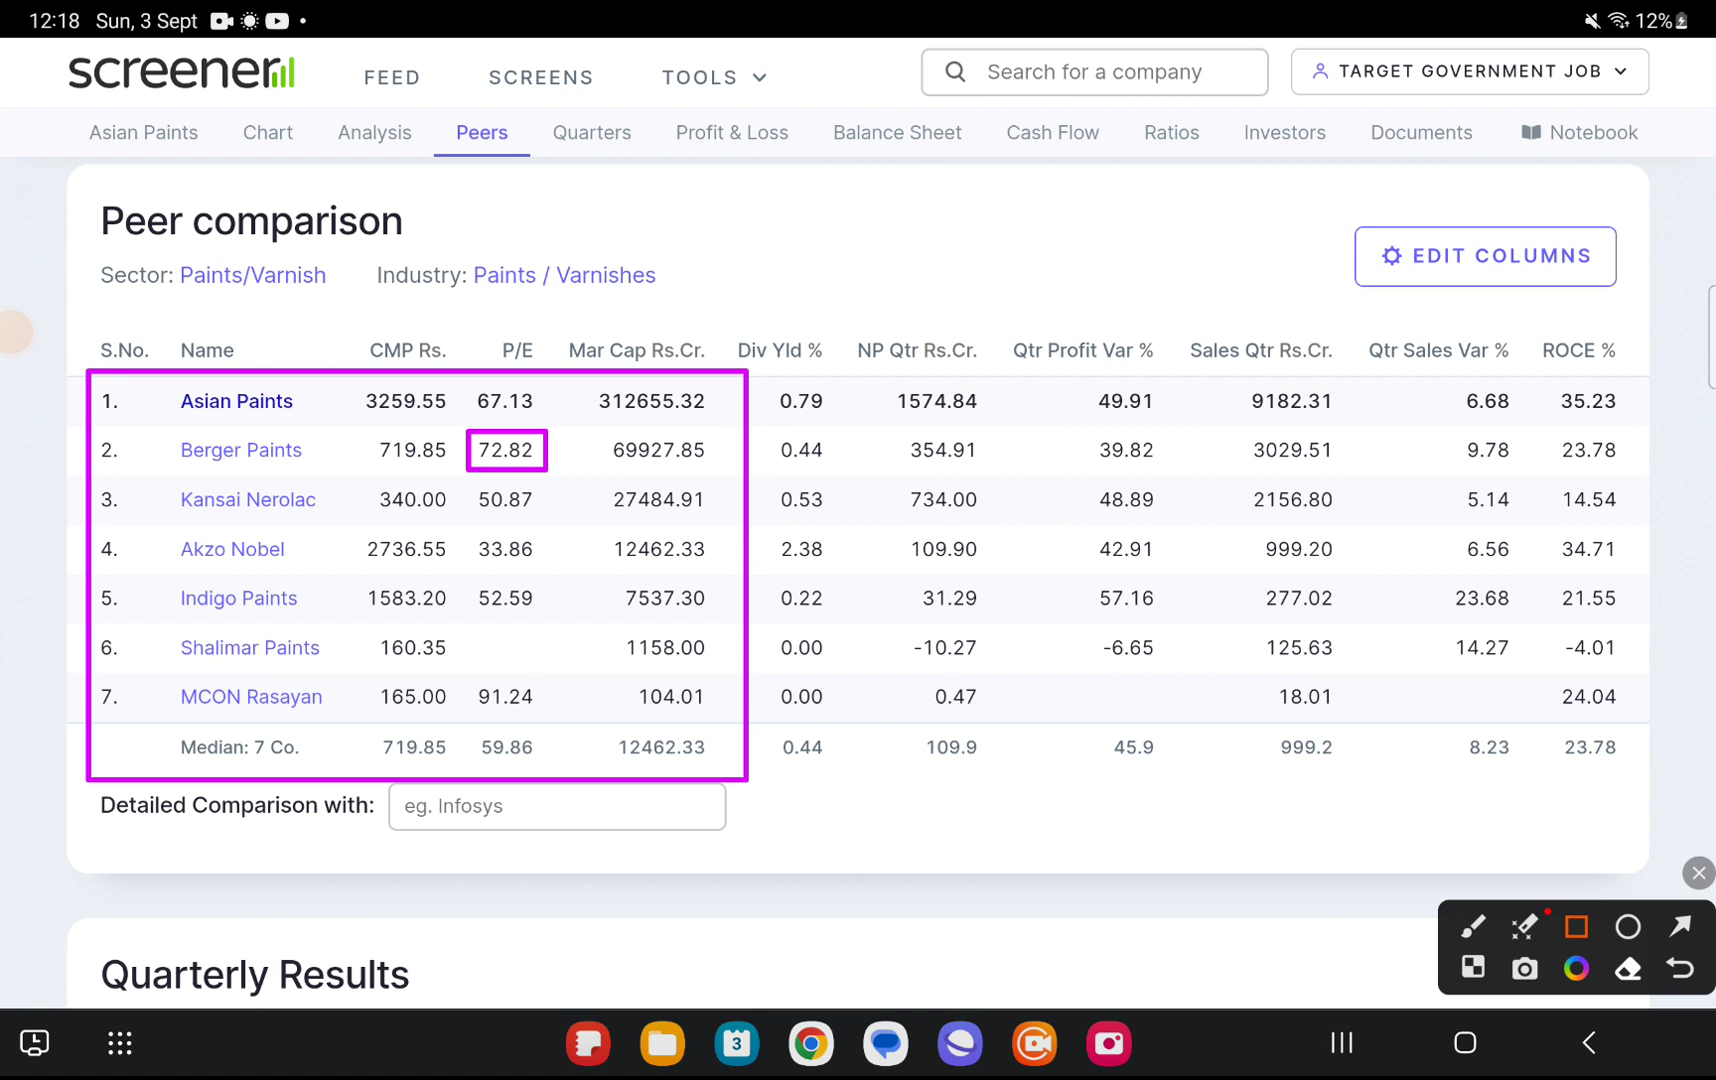 12:18 Sun, 3 Sept 12%
screener FEED SCREENS TOOLS Search for a company TARGET GOVERNMENT JOB
Asian Paints Chart Analysis Peers Quarters Profit & Loss Balance Sheet Cash Flow Ratios Investors Documents Notebook
Peer comparison
EDIT COLUMNS
Sector: Paints/Varnish Industry: Paints / Varnishes
S.No. Name CMP Rs. P/E Mar Cap Rs.Cr. Div Yld % NP Qtr Rs.Cr. Qtr Profit Var % Sales Qtr Rs.Cr. Qtr Sales Var % ROCE %
1. Asian Paints 3259.55 67.13 312655.32 0.79 1574.84 49.91 9182.31 6.68 35.23
2. Berger Paints 719.85 72.82 69927.85 0.44 354.91 39.82 3029.51 9.78 23.78
3. Kansai Nerolac 340.00 50.87 27484.91 0.53 734.00 48.89 2156.80 5.14 14.54
4. Akzo Nobel 2736.55 33.86 12462.33 2.38 109.90 42.91 999.20 6.56 34.71
5. Indigo Paints 1583.20 52.59 7537.30 0.22 31.29 57.16 277.02 23.68 21.55
6. Shalimar Paints 160.35 1158.00 0.00 -10.27 -6.65 125.63 14.27 -4.01
7. MCON Rasayan 165.00 91.24 104.01 0.00 0.47 18.01 24.04
Median: 7 Co. 719.85 59.86 12462.33 0.44 109.9 45.9 999.2 8.23 23.78
Detailed Comparison with: eg. Infosys
Quarterly Results
3